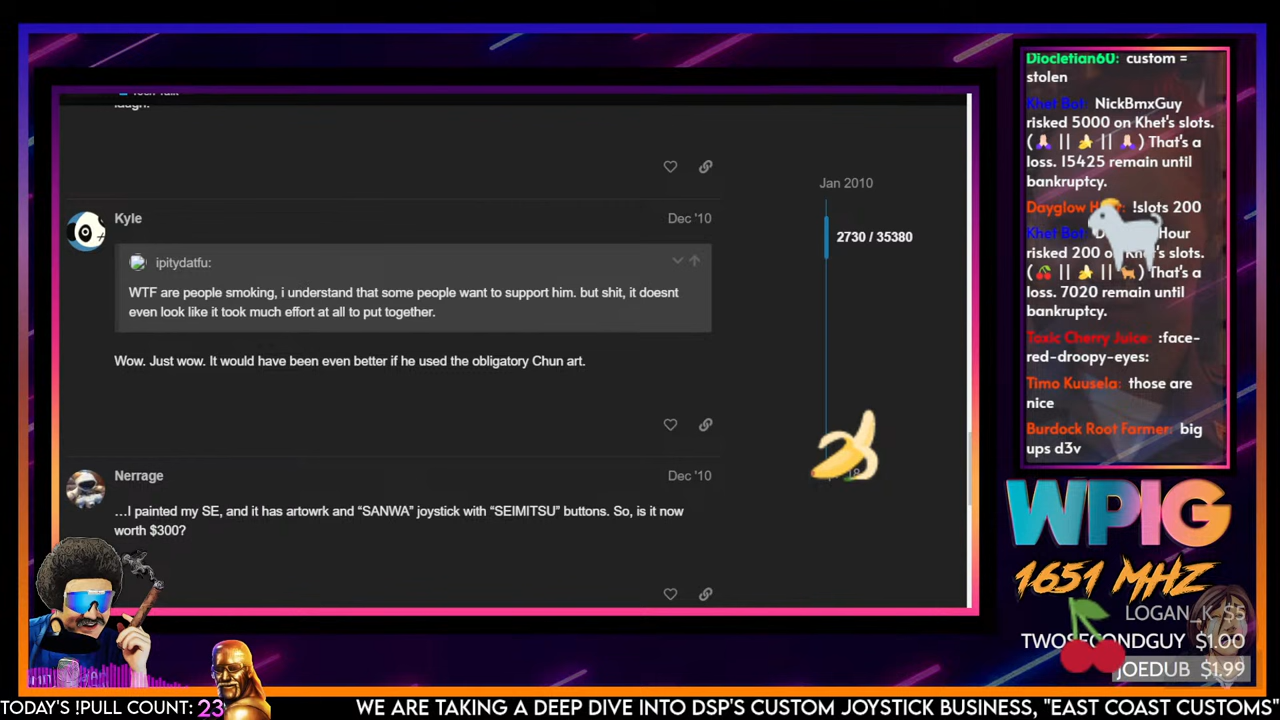 Tech Talk
laugh.
Jan 2010
2730 / 35380
Kyle
Dec '10
ipitydatfu:
WTF are people smoking, i understand that some people want to support him. but shit, it doesnt
even look like it took much effort at all to put together.
Wow. Just wow. It would have been even better if he used the obligatory Chun art.
Nerrage
Dec '10
…I painted my SE, and it has artowrk and “SANWA” joystick with “SEIMITSU” buttons. So, is it now
worth $300?
Diocletian60: custom =
stolen
Khet Bot: NickBmxGuy
risked 5000 on Khet's slots.
( || || ) That's a
loss. 15425 remain until
bankruptcy.
Dayglow !slots 200
Khet Bot: Hour
risked 200 slots.
( || || ) That's a
loss. 7020 remain until
bankruptcy.
Toxic Cherry Juice: :face-
red-droopy-eyes:
Timo Kuusela: those are
nice
Burdock Root Farmer: big
ups d3v
WPIG
1651 MHZ
LOGAN_K $5
TWOSECONDGUY $1.00
JOEDUB $1.99
TODAY'S !PULL COUNT: 23
WE ARE TAKING A DEEP DIVE INTO DSP'S CUSTOM JOYSTICK BUSINESS, "EAST COAST CUSTOMS"